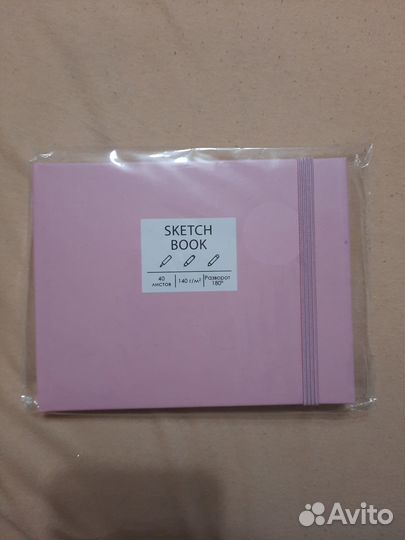 SKETCH
BOOK
40
листов
140 г/м²
Разворот
180°
Avito